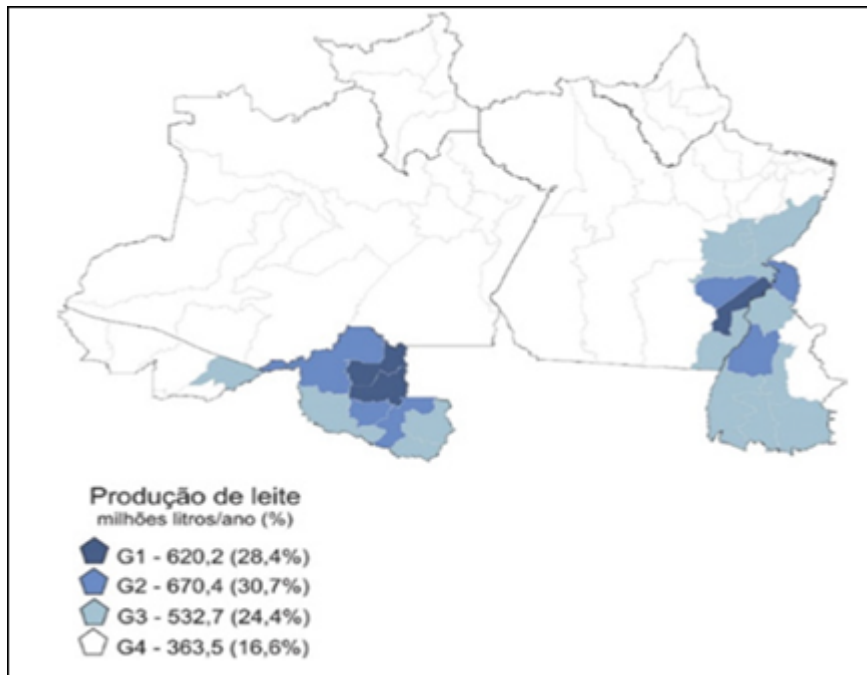 Produção de leite
milhões litros/ano (%)
G1 - 620,2 (28,4%)
G2 - 670,4 (30,7%)
G3 - 532,7 (24,4%)
G4 - 363,5 (16,6%)